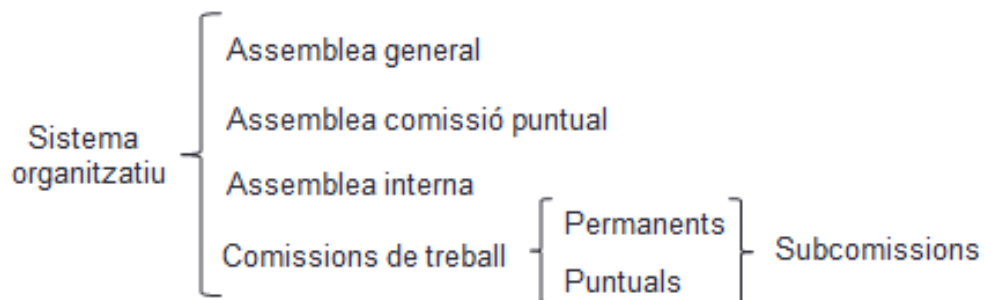 Assemblea general
Assemblea comissió puntual
Sistema
organitzatiu
Assemblea interna
Comissions de treball
Permanents
Puntuals
Subcomissions